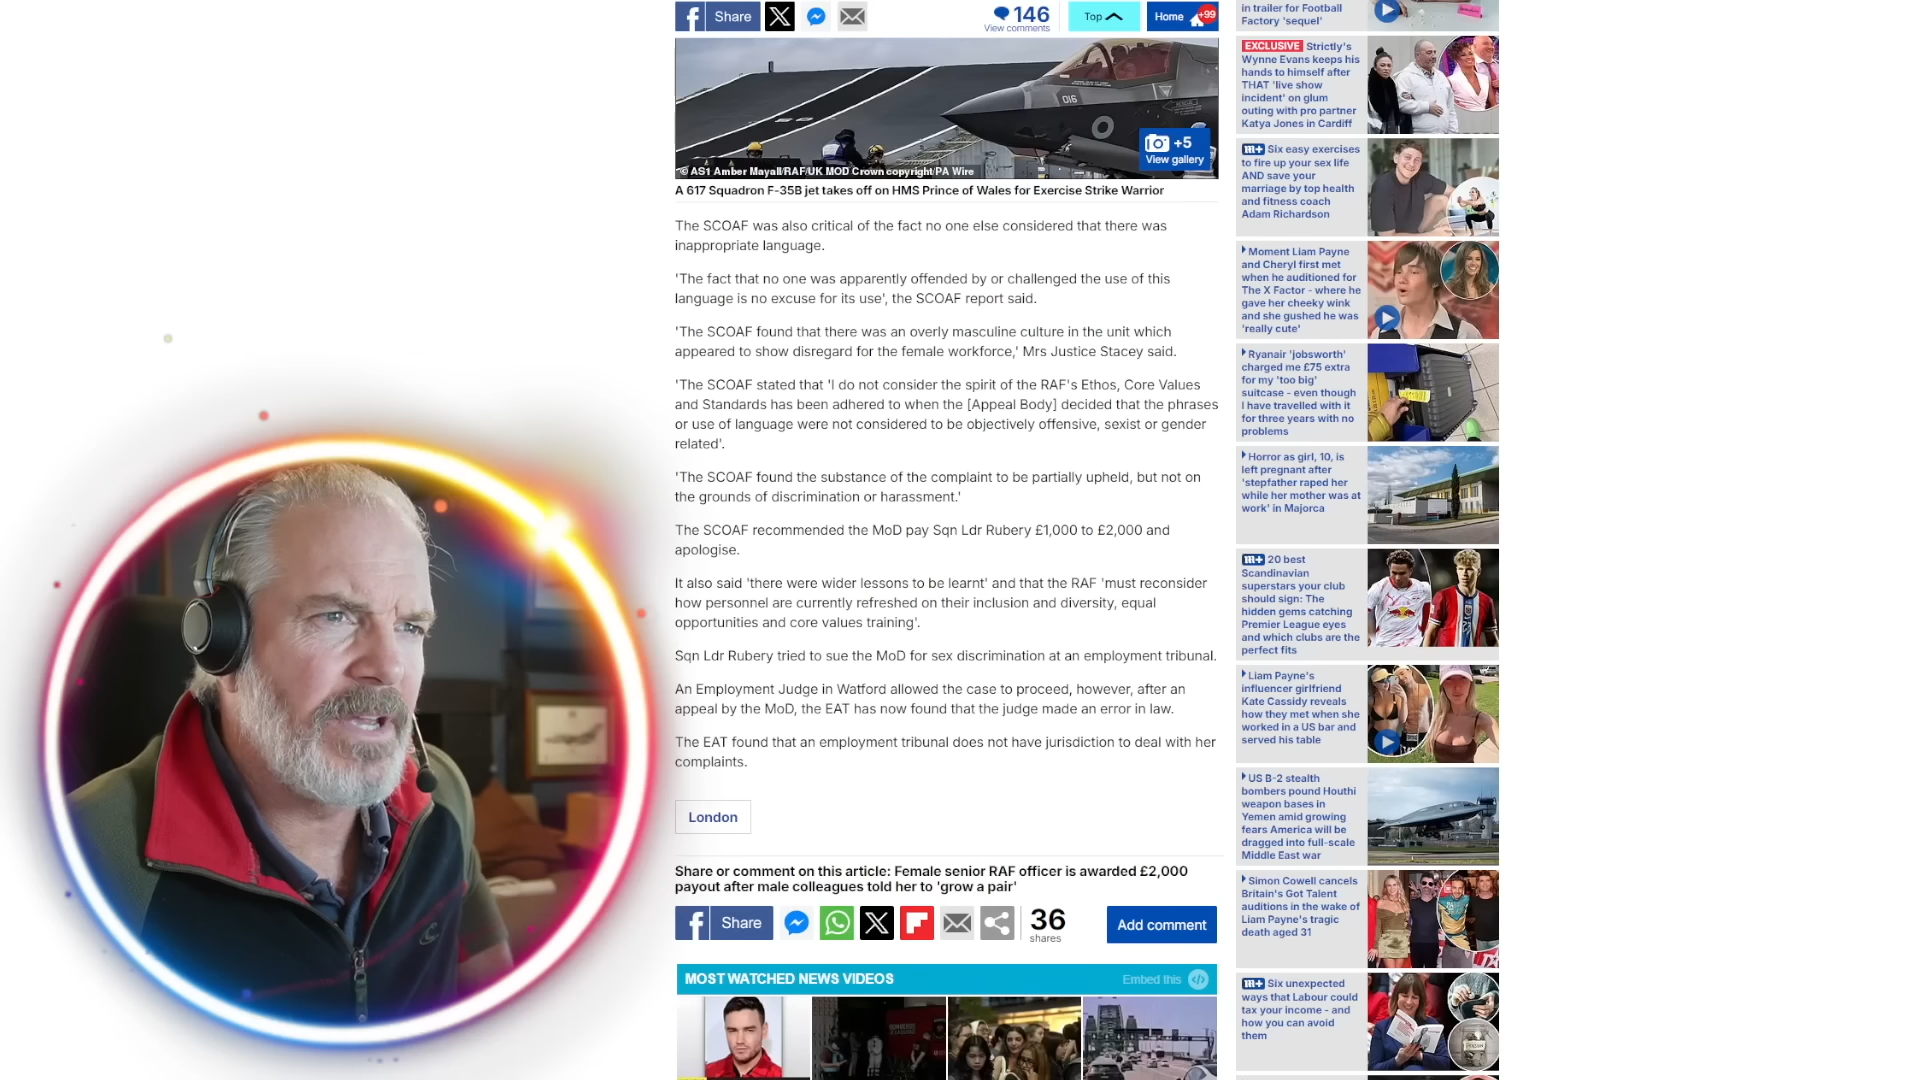 Share
146
View comments
Top
Home
+99
016
+5
View gallery
© AS1 Amber Mayall/RAF/UK MOD Crown copyright/PA Wire
A 617 Squadron F-35B jet takes off on HMS Prince of Wales for Exercise Strike Warrior
The SCOAF was also critical of the fact no one else considered that there was
inappropriate language.
'The fact that no one was apparently offended by or challenged the use of this
language is no excuse for its use', the SCOAF report said.
'The SCOAF found that there was an overly masculine culture in the unit which
appeared to show disregard for the female workforce,' Mrs Justice Stacey said.
'The SCOAF stated that 'I do not consider the spirit of the RAF's Ethos, Core Values
and Standards has been adhered to when the [Appeal Body] decided that the phrases
or use of language were not considered to be objectively offensive, sexist or gender
related'.
'The SCOAF found the substance of the complaint to be partially upheld, but not on
the grounds of discrimination or harassment.'
The SCOAF recommended the MoD pay Sqn Ldr Rubery £1,000 to £2,000 and
apologise.
It also said 'there were wider lessons to be learnt' and that the RAF 'must reconsider
how personnel are currently refreshed on their inclusion and diversity, equal
opportunities and core values training'.
Sqn Ldr Rubery tried to sue the MoD for sex discrimination at an employment tribunal.
An Employment Judge in Watford allowed the case to proceed, however, after an
appeal by the MoD, the EAT has now found that the judge made an error in law.
The EAT found that an employment tribunal does not have jurisdiction to deal with her
complaints.
London
Share or comment on this article: Female senior RAF officer is awarded £2,000
payout after male colleagues told her to 'grow a pair'
Share
36
shares
Add comment
MOST WATCHED NEWS VIDEOS
Embed this
in trailer for Football
Factory 'sequel'
EXCLUSIVE Strictly's
Wynne Evans keeps his
hands to himself after
THAT 'live show
incident' on glum
outing with pro partner
Katya Jones in Cardiff
m+ Six easy exercises
to fire up your sex life
AND save your
marriage by top health
and fitness coach
Adam Richardson
Moment Liam Payne
and Cheryl first met
when he auditioned for
The X Factor - where he
gave her cheeky wink
and she gushed he was
'really cute'
Ryanair 'jobsworth'
charged me £75 extra
for my 'too big'
suitcase - even though
I have travelled with it
for three years with no
problems
Horror as girl, 10, is
left pregnant after
'stepfather raped her
while her mother was at
work' in Majorca
m+ 20 best
Scandinavian
superstars your club
should sign: The
hidden gems catching
Premier League eyes
and which clubs are the
perfect fits
Liam Payne's
influencer girlfriend
Kate Cassidy reveals
how they met when she
worked in a US bar and
served his table
US B-2 stealth
bombers pound Houthi
weapon bases in
Yemen amid growing
fears America will be
dragged into full-scale
Middle East war
Simon Cowell cancels
Britain's Got Talent
auditions in the wake of
Liam Payne's tragic
death aged 31
m+ Six unexpected
ways that Labour could
tax your income - and
how you can avoid
them